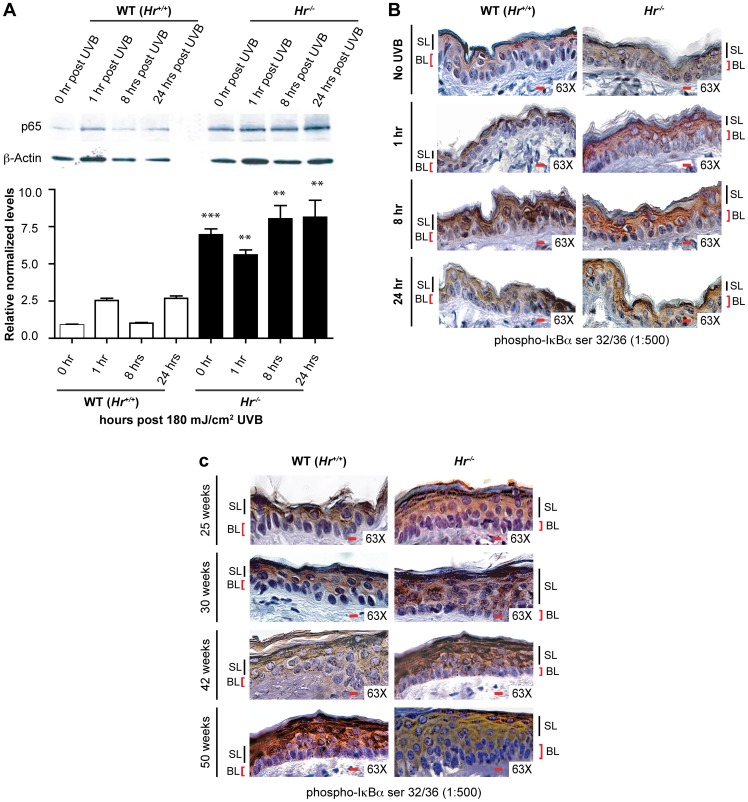 A
WT (Hr+/+)
Hr-/-
0 hr post UVB
1 hr post UVB
8 hrs post UVB
24 hrs post UVB
0 hr post UVB
1 hr post UVB
8 hrs post UVB
24 hrs post UVB
p65
β-Actin
Relative normalized levels
10.0
7.5
5.0
2.5
0.0
***
**
**
**
0 hr
1 hr
8 hrs
24 hrs
0 hr
1 hr
8 hrs
24 hrs
WT (Hr+/+)
Hr-/-
hours post 180 mJ/cm² UVB
B
WT (Hr+/+)
Hr-/-
No UVB
SL
BL
63X
63X
SL
BL
1 hr
SL
BL
63X
63X
SL
BL
8 hr
SL
BL
63X
63X
SL
BL
24 hr
SL
BL
63X
63X
SL
BL
phospho-IκBα ser 32/36 (1:500)
c
WT (Hr+/+)
Hr-/-
25 weeks
SL
BL
63X
63X
SL
BL
30 weeks
SL
BL
63X
63X
SL
BL
42 weeks
SL
BL
63X
63X
SL
BL
50 weeks
SL
BL
63X
63X
SL
BL
phospho-IκBα ser 32/36 (1:500)